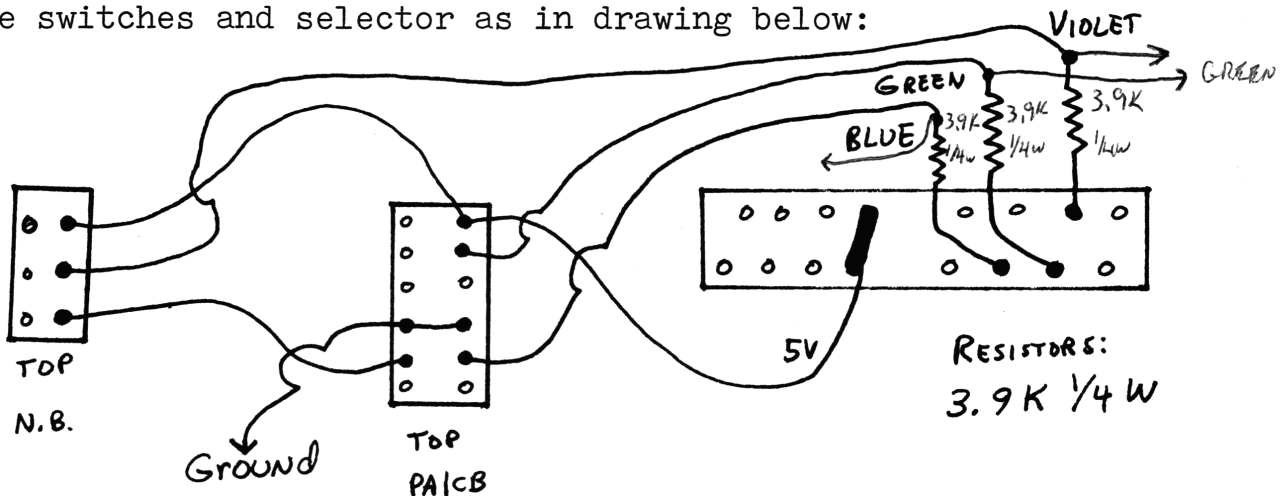 e switches and selector as in drawing below:
VIOLET
GREEN
GREEN
3.9K
1/4W
3.9K
1/4W
3.9K
1/4W
BLUE
5V
RESISTORS:
3.9K 1/4 W
TOP
N.B.
TOP
PA/CB
Ground